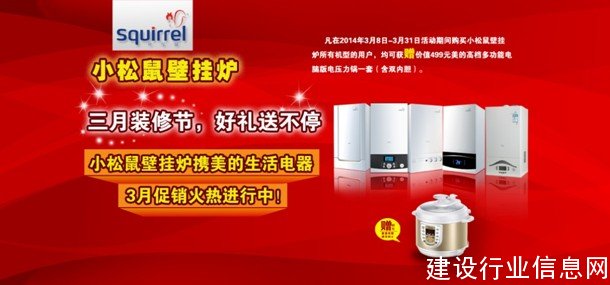 squirrel
小松鼠壁挂炉
三月装修节，好礼送不停
小松鼠壁挂炉携美的生活电器
3月促销火热进行中！
凡在2014年3月8日-3月31日活动期间购买小松鼠壁挂
炉所有机型的用户，均可获赠价值499元美的高档多功能电
脑版电压力锅一套（含双内胆）。
赠
建设行业信息网